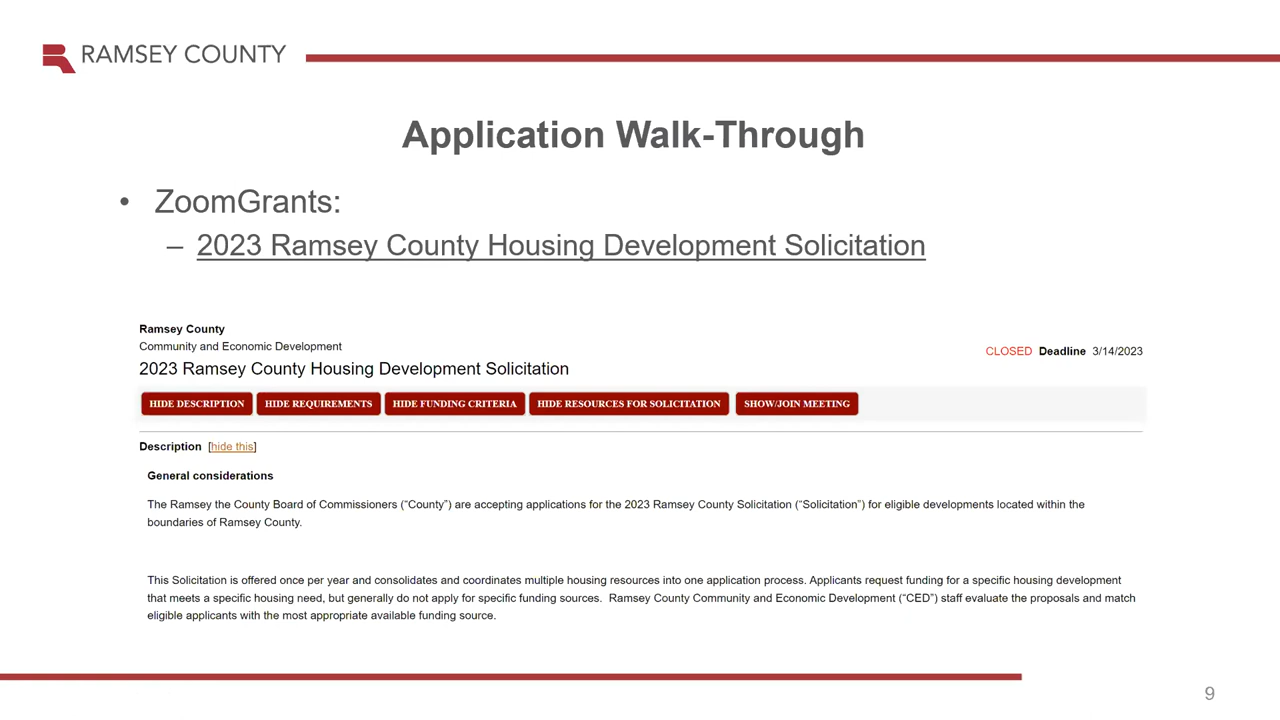 RAMSEY COUNTY
Application Walk-Through
• ZoomGrants:
– 2023 Ramsey County Housing Development Solicitation
Ramsey County
Community and Economic Development
CLOSED Deadline 3/14/2023
2023 Ramsey County Housing Development Solicitation
HIDE DESCRIPTION HIDE REQUIREMENTS HIDE FUNDING CRITERIA HIDE RESOURCES FOR SOLICITATION SHOW/JOIN MEETING
Description [hide this]
General considerations
The Ramsey the County Board of Commissioners (“County”) are accepting applications for the 2023 Ramsey County Solicitation (“Solicitation”) for eligible developments located within the
boundaries of Ramsey County.
This Solicitation is offered once per year and consolidates and coordinates multiple housing resources into one application process. Applicants request funding for a specific housing development
that meets a specific housing need, but generally do not apply for specific funding sources. Ramsey County Community and Economic Development (“CED”) staff evaluate the proposals and match
eligible applicants with the most appropriate available funding source.
9